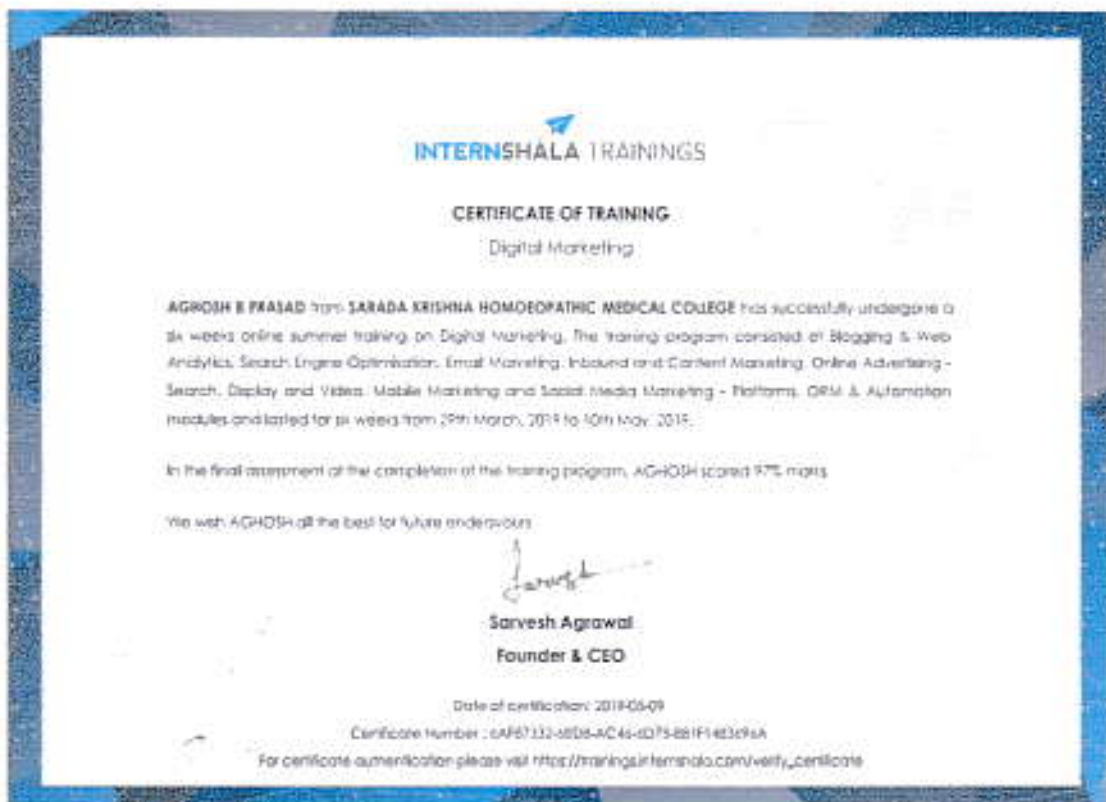 INTERNSHALA TRAININGS
CERTIFICATE OF TRAINING
Digital Marketing
AGHOSH B PRASAD from SARADA KRISHNA HOMOEOPATHIC MEDICAL COLLEGE has successfully undergone a
six weeks online summer training on Digital Marketing. The training program consisted of Blogging & Web
Analytics, Search Engine Optimisation, Email Marketing, Inbound and Content Marketing, Online Advertising -
Search, Display and Video, Mobile Marketing and Social Media Marketing - Platforms, ORM & Automation
modules and lasted for six weeks from 29th March, 2019 to 10th May, 2019.
In the final assessment at the completion of the training program, AGHOSH scored 97% marks.
We wish AGHOSH all the best for future endeavours
Sarvesh
Sarvesh Agrawal
Founder & CEO
Date of certification: 2019-05-09
Certificate Number :
For certificate authentication please visit https://trainings.internshala.com/verify_certificate